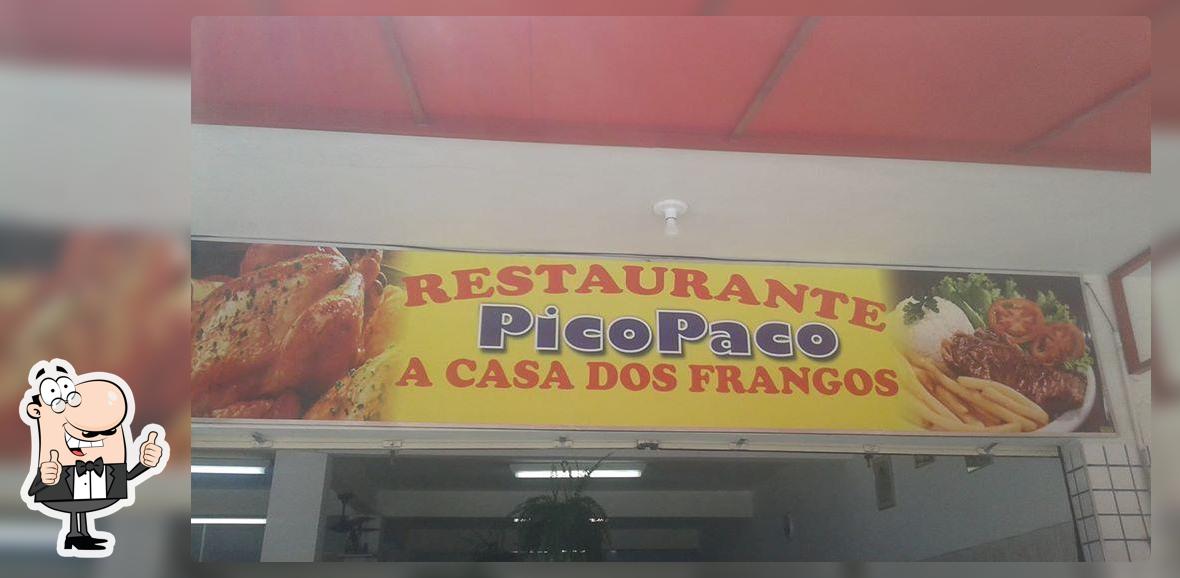 RESTAURANTE
PicoPaco
A CASA DOS FRANGOS